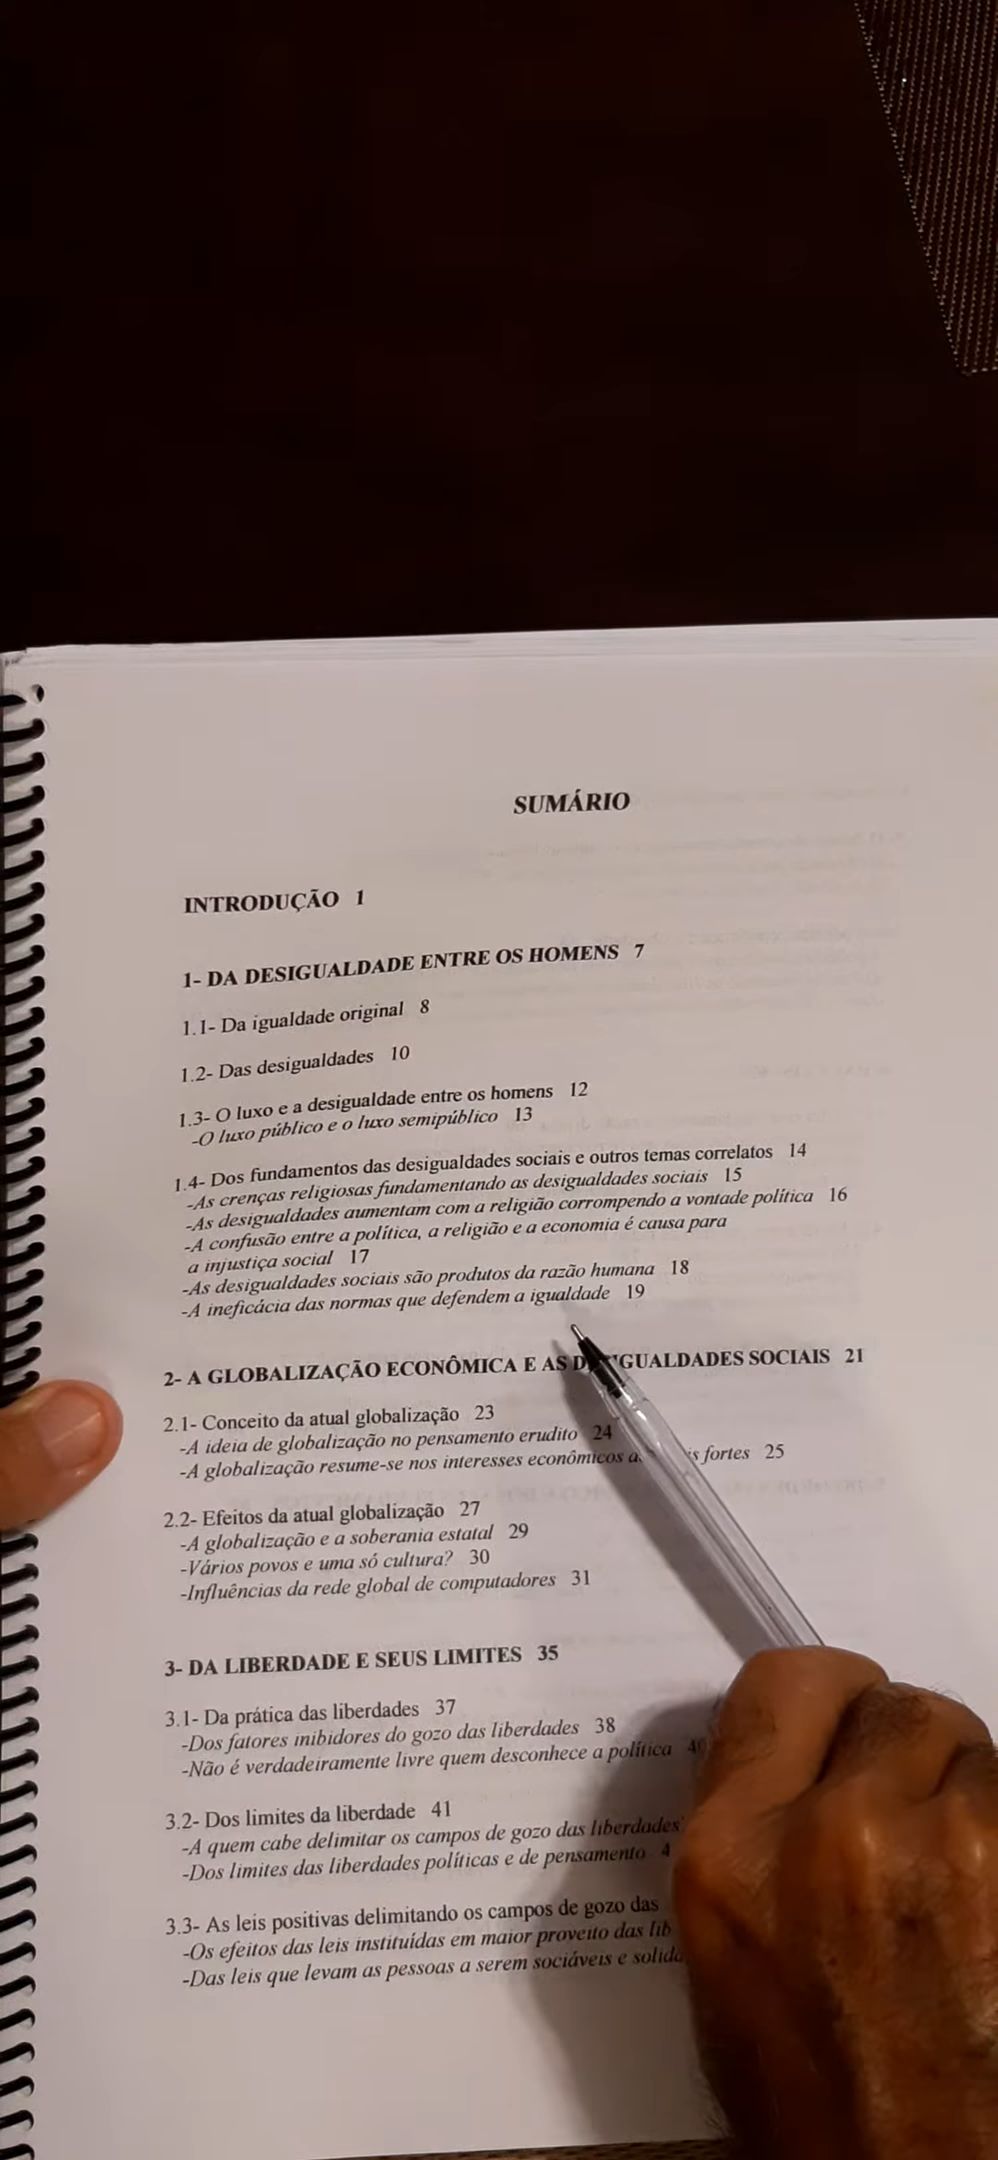 SUMÁRIO
INTRODUÇÃO 1
1- DA DESIGUALDADE ENTRE OS HOMENS 7
1.1- Da igualdade original 8
1.2- Das desigualdades 10
1.3- O luxo e a desigualdade entre os homens 12
-O luxo público e o luxo semipúblico 13
1.4- Dos fundamentos das desigualdades sociais e outros temas correlatos 14
-As crenças religiosas fundamentando as desigualdades sociais 15
-As desigualdades aumentam com a religião corrompendo a vontade política 16
-A confusão entre a política, a religião e a economia é causa para
a injustiça social 17
-As desigualdades sociais são produtos da razão humana 18
-A ineficácia das normas que defendem a igualdade 19
2- A GLOBALIZAÇÃO ECONÔMICA E AS DESIGUALDADES SOCIAIS 21
2.1- Conceito da atual globalização 23
-A ideia de globalização no pensamento erudito 24
-A globalização resume-se nos interesses econômicos fortes 25
2.2- Efeitos da atual globalização 27
-A globalização e a soberania estatal 29
-Vários povos e uma só cultura? 30
-Influências da rede global de computadores 31
3- DA LIBERDADE E SEUS LIMITES 35
3.1- Da prática das liberdades 37
-Dos fatores inibidores do gozo das liberdades 38
-Não é verdadeiramente livre quem desconhece a política
3.2- Dos limites da liberdade 41
-A quem cabe delimitar os campos de gozo das liberdades
-Dos limites das liberdades políticas e de pensamento
3.3- As leis positivas delimitando os campos de gozo das
-Os efeitos das leis instituídas em maior proveito das
-Das leis que levam as pessoas a serem sociáveis e